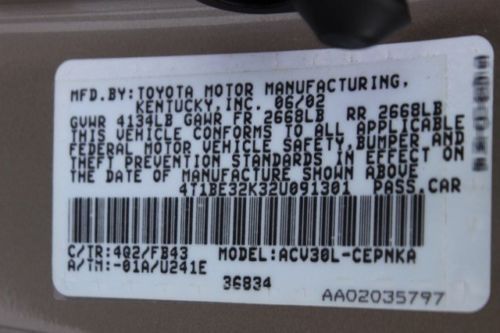 MFD.BY:TOYOTA MOTOR MANUFACTURING,
KENTUCKY,INC. 06/02
GVWR 4134LB GAWR FR 2668LB RR 2668LB
THIS VEHICLE CONFORMS TO ALL APPLICABLE
FEDERAL MOTOR VEHICLE SAFETY,BUMPER AND
THEFT PREVENTION STANDARDS IN EFFECT ON
THE DATE OF MANUFACTURE SHOWN ABOVE
4T1BE32K32U091301 PASS.CAR
C/TR:4Q2/FB43 MODEL:ACV30L-CEPNKA
A/TM:-01A/U241E
36834
AA02035797